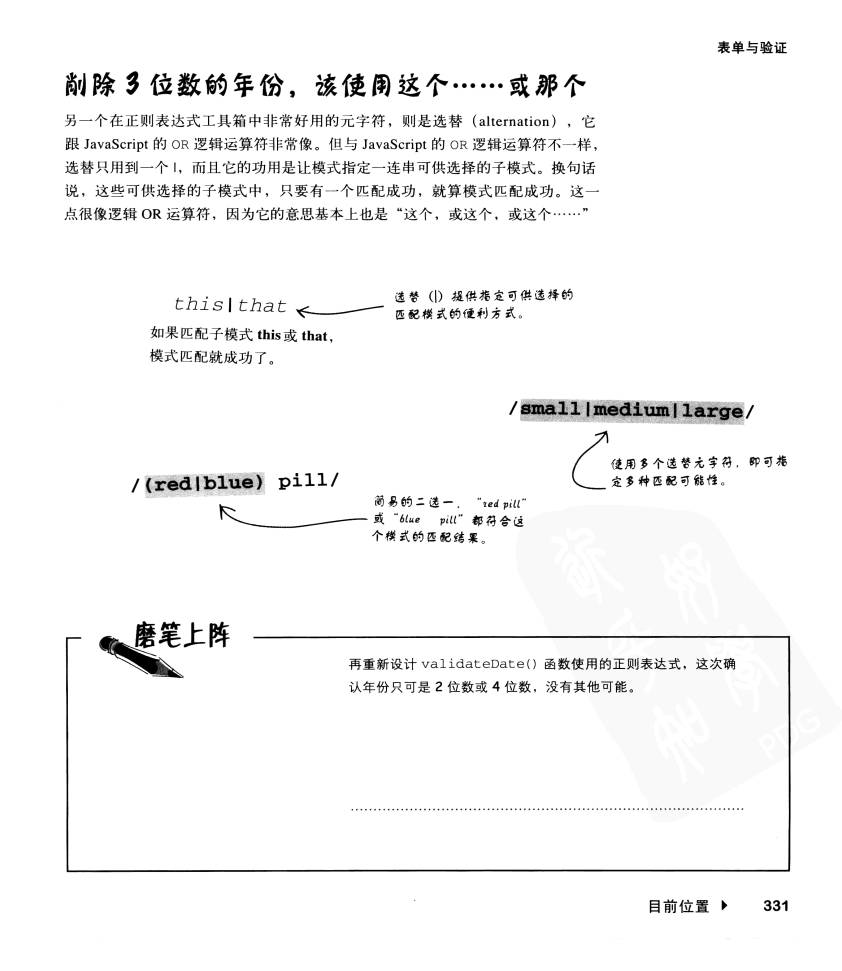 表单与验证
削除 3 位数的年份，该使用这个……或那个
另一个在正则表达式工具箱中非常好用的元字符，则是选替（alternation），它
跟 JavaScript 的 OR 逻辑运算符非常像。但与 JavaScript 的 OR 逻辑运算符不一样，
选替只用到一个 |，而且它的功用是让模式指定一连串可供选择的子模式。换句话
说，这些可供选择的子模式中，只要有一个匹配成功，就算模式匹配成功。这一
点很像逻辑 OR 运算符，因为它的意思基本上也是“这个，或这个，或这个……”
this|that
选替（|）提供指定可供选择的
匹配模式的便利方式。
如果匹配子模式 this 或 that，
模式匹配就成功了。
/small|medium|large/
使用多个选替元字符，即可指
定多种匹配可能性。
/(red|blue) pill/
简易的二选一，“red pill”
或“blue pill”都符合这
个模式的匹配结果。
磨笔上阵
再重新设计 validateDate() 函数使用的正则表达式，这次确
认年份只可是 2 位数或 4 位数，没有其他可能。
目前位置 ▶ 331
PDG